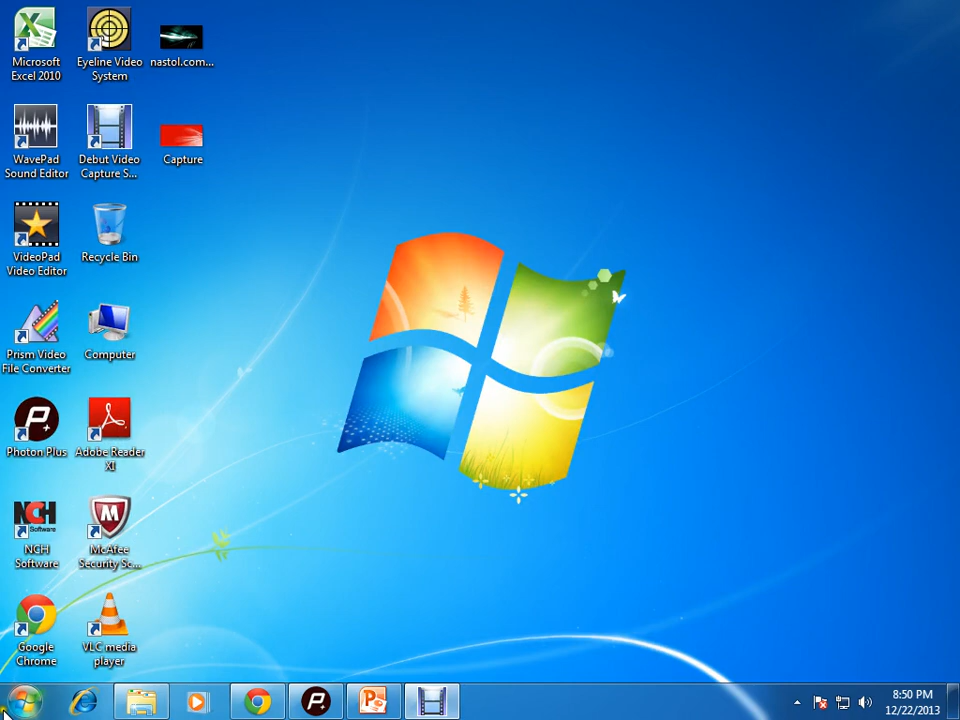 Microsoft
Excel 2010
Eyeline Video
System
nastol.com...
WavePad
Sound Editor
Debut Video
Capture S...
Capture
VideoPad
Video Editor
Recycle Bin
Prism Video
File Converter
Computer
Photon Plus
Adobe Reader
XI
NCH
Software
NCH
Software
McAfee
Security Sc...
Google
Chrome
VLC media
player
8:50 PM
12/22/2013